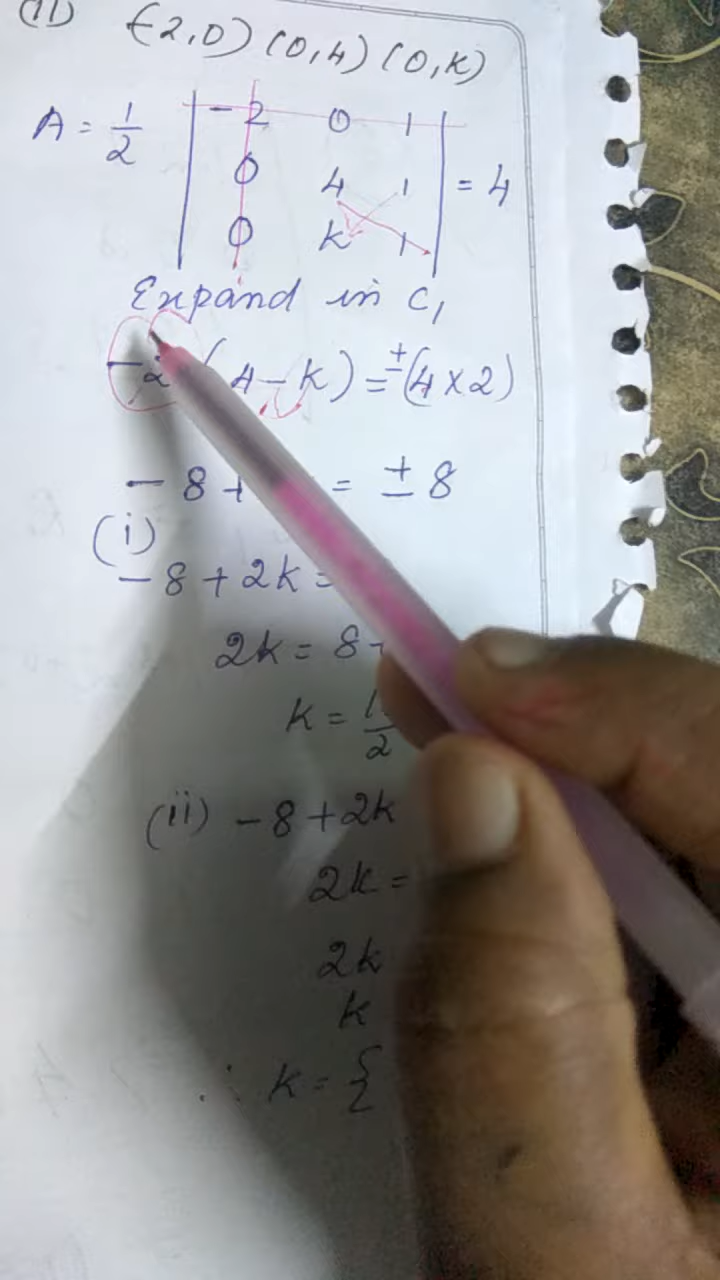 (ii) (-2,0) (0,4) (0,K)
A = 1/2 | -2 0 1 |
| 0 4 1 | = 4
| 0 k 1 |
Expand in C₁
-2 (4-k) = ±(4×2)
- 8 + = ± 8
(i)
- 8 + 2k =
2k = 8
k = 2
(ii) -8+2k
2k =
2k
k
∴ k = {